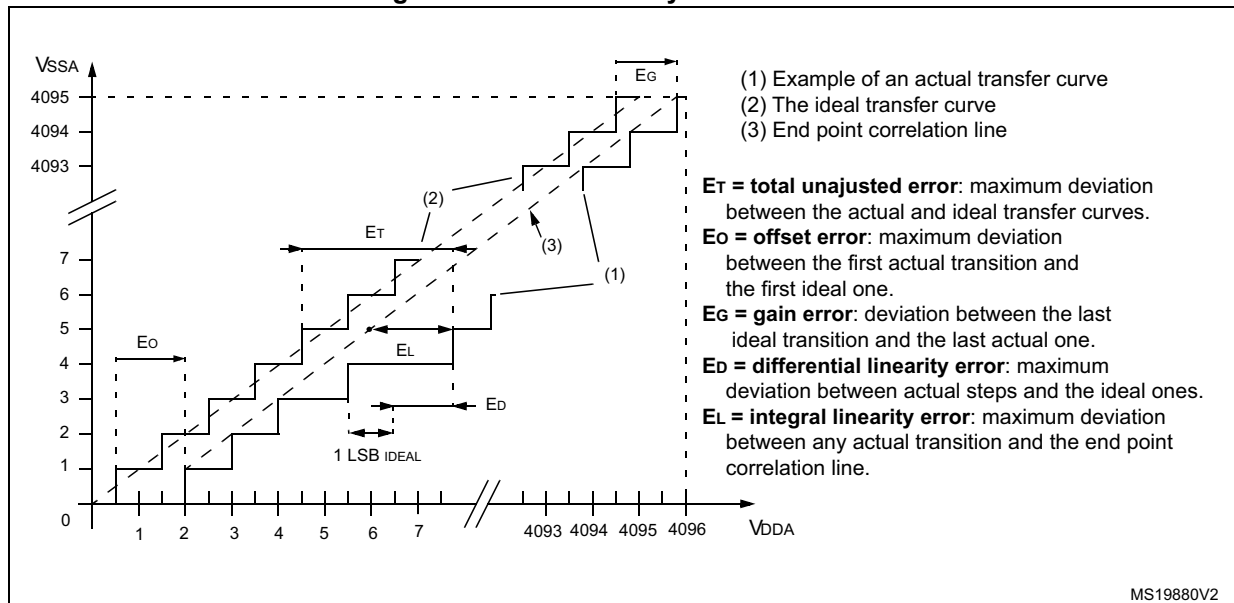 VSSA
EG
4095
4094
4093
(1) Example of an actual transfer curve
(2) The ideal transfer curve
(3) End point correlation line
ET = total unajusted error: maximum deviation
between the actual and ideal transfer curves.
EO = offset error: maximum deviation
between the first actual transition and
the first ideal one.
EG = gain error: deviation between the last
ideal transition and the last actual one.
ED = differential linearity error: maximum
deviation between actual steps and the ideal ones.
EL = integral linearity error: maximum deviation
between any actual transition and the end point
correlation line.
(2)
ET
(3)
(1)
7
6
5
4
3
2
1
0
EO
EL
ED
1 LSB IDEAL
1 2 3 4 5 6 7 4093 4094 4095 4096
VDDA
MS19880V2